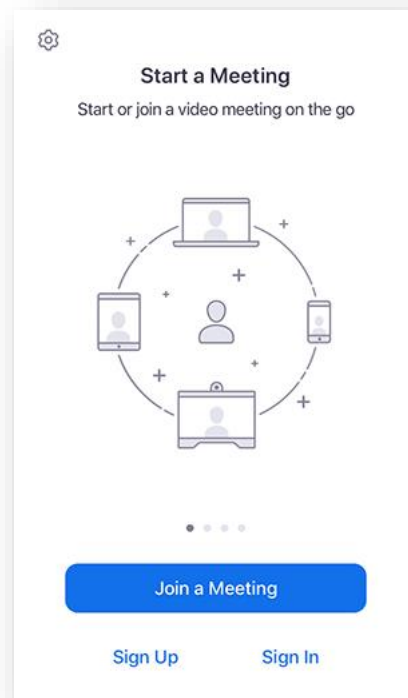 Start a Meeting
Start or join a video meeting on the go
Join a Meeting
Sign Up Sign In